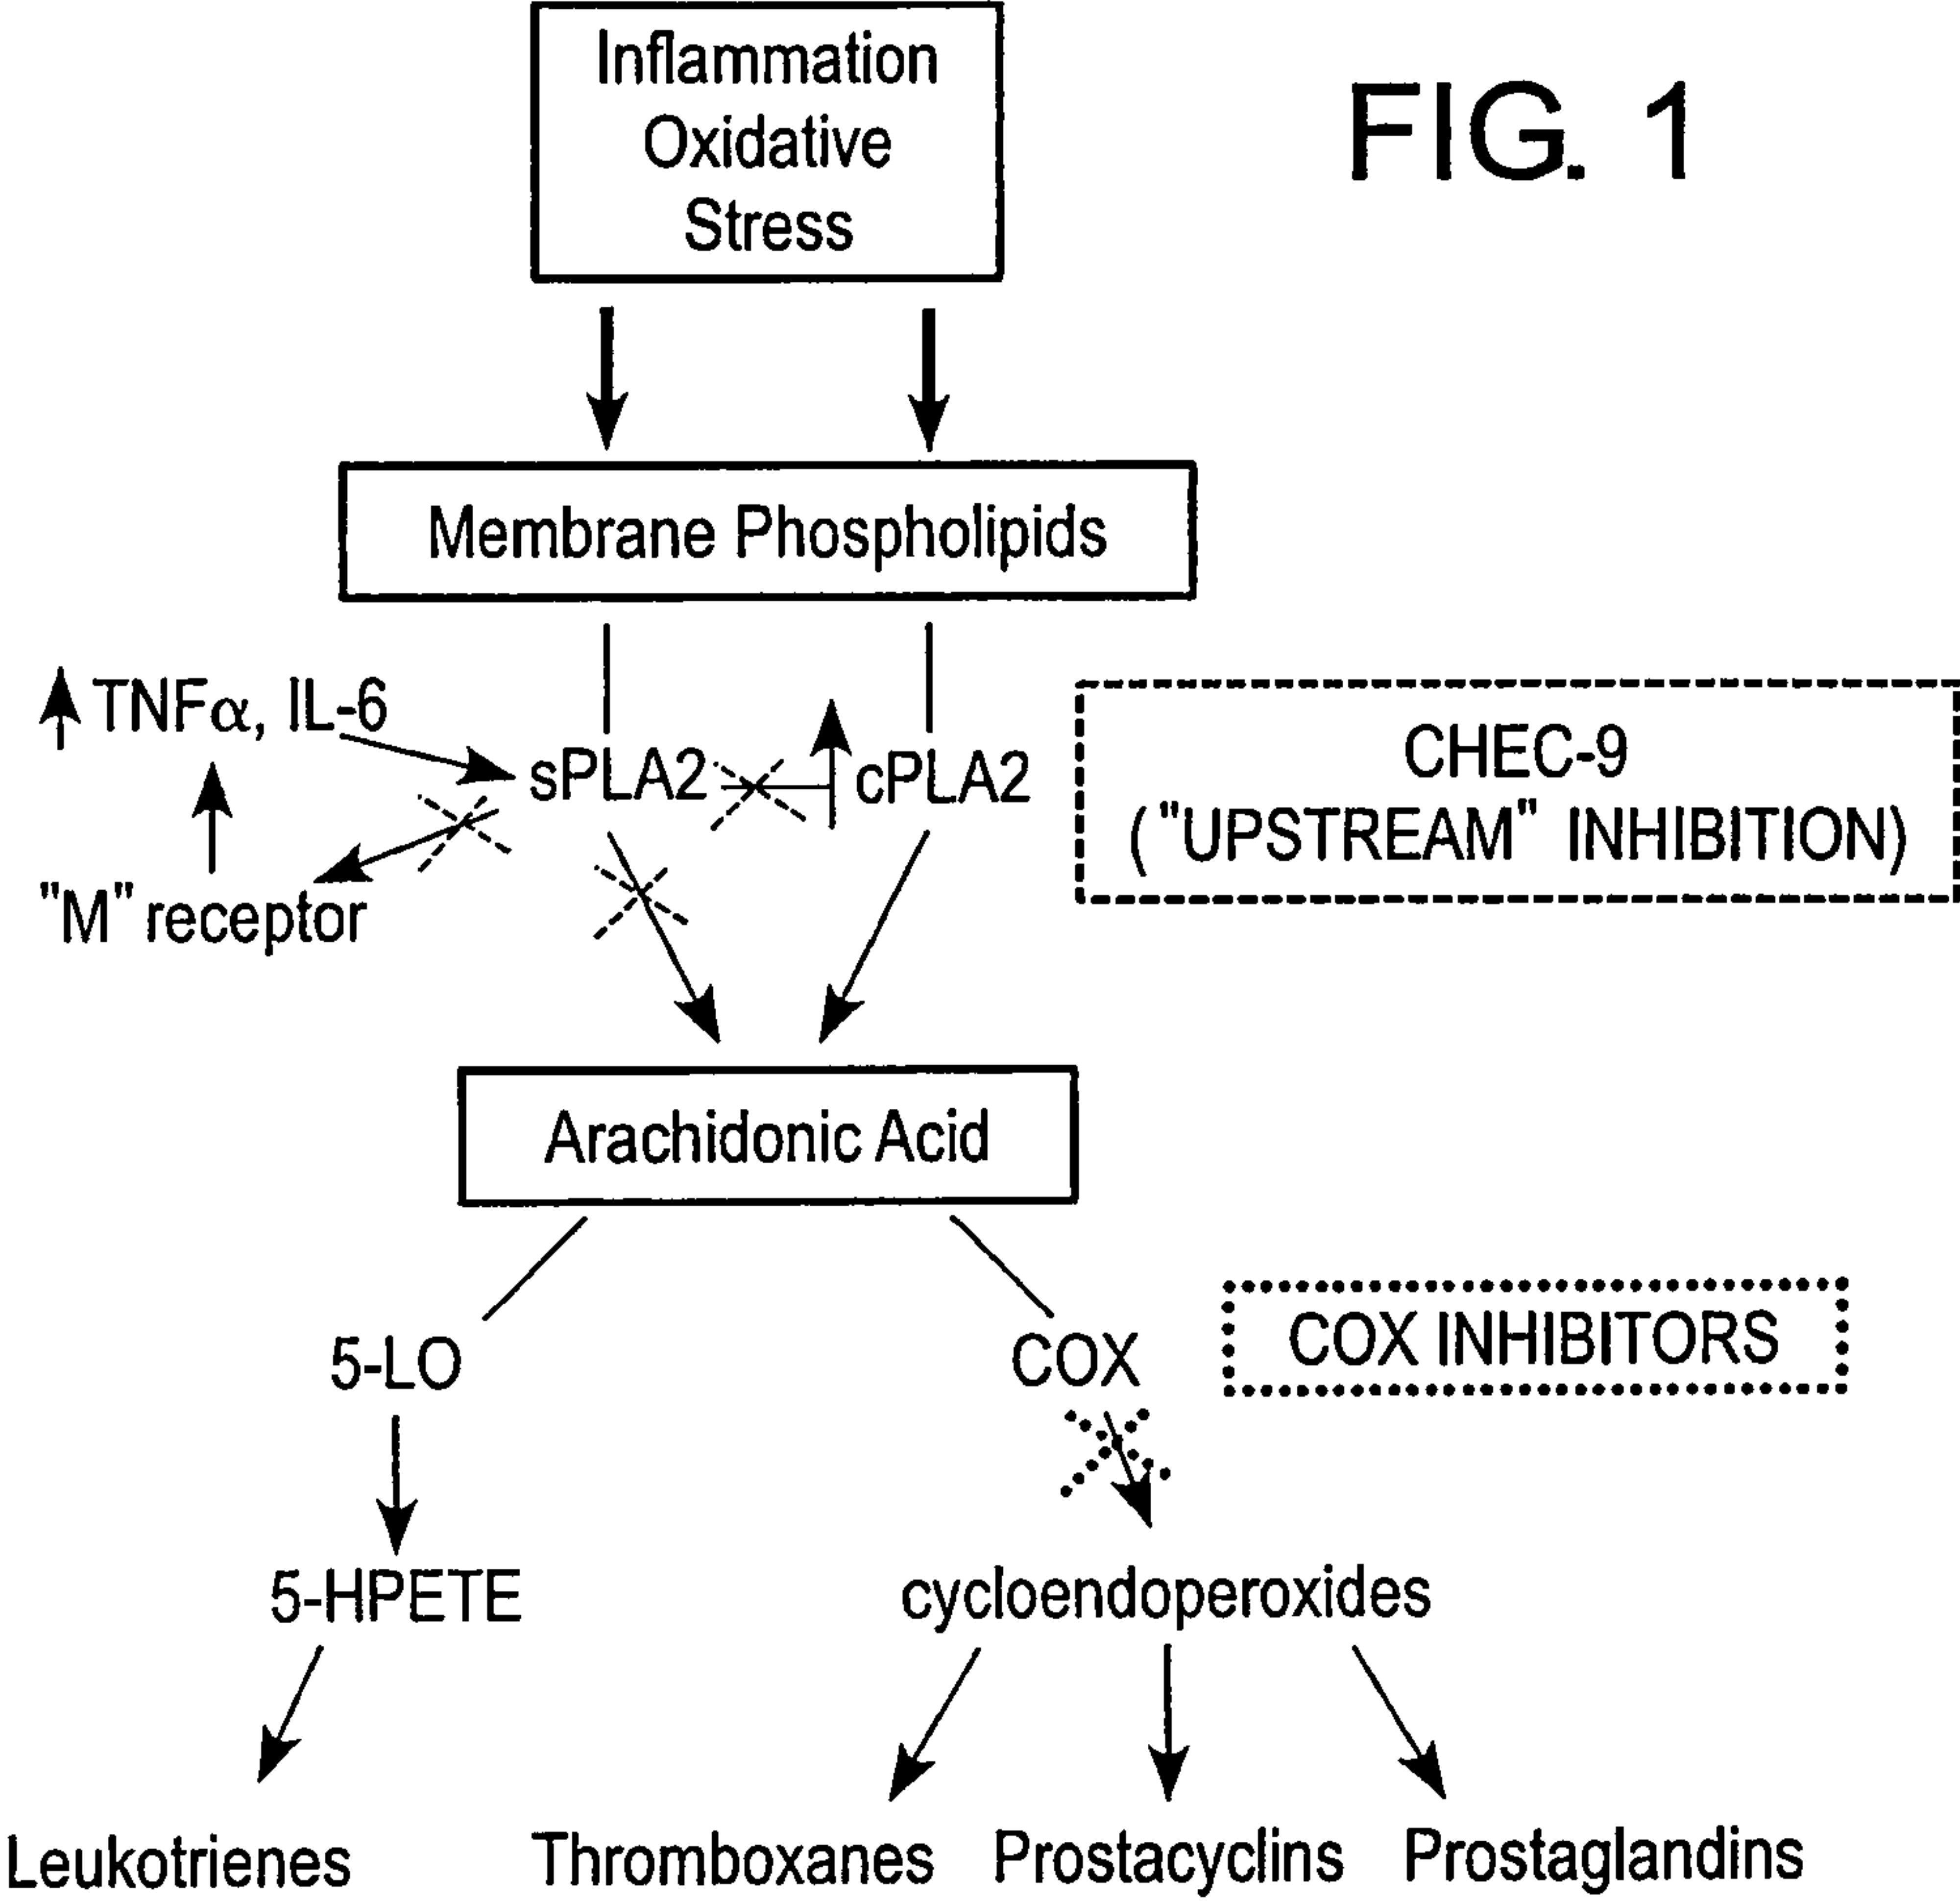 Inflammation
Oxidative
Stress
FIG. 1
Membrane Phospholipids
TNFα, IL-6
sPLA2
cPLA2
CHEC-9
("UPSTREAM" INHIBITION)
"M" receptor
Arachidonic Acid
5-LO
COX
COX INHIBITORS
5-HPETE
cycloendoperoxides
Leukotrienes
Thromboxanes
Prostacyclins
Prostaglandins